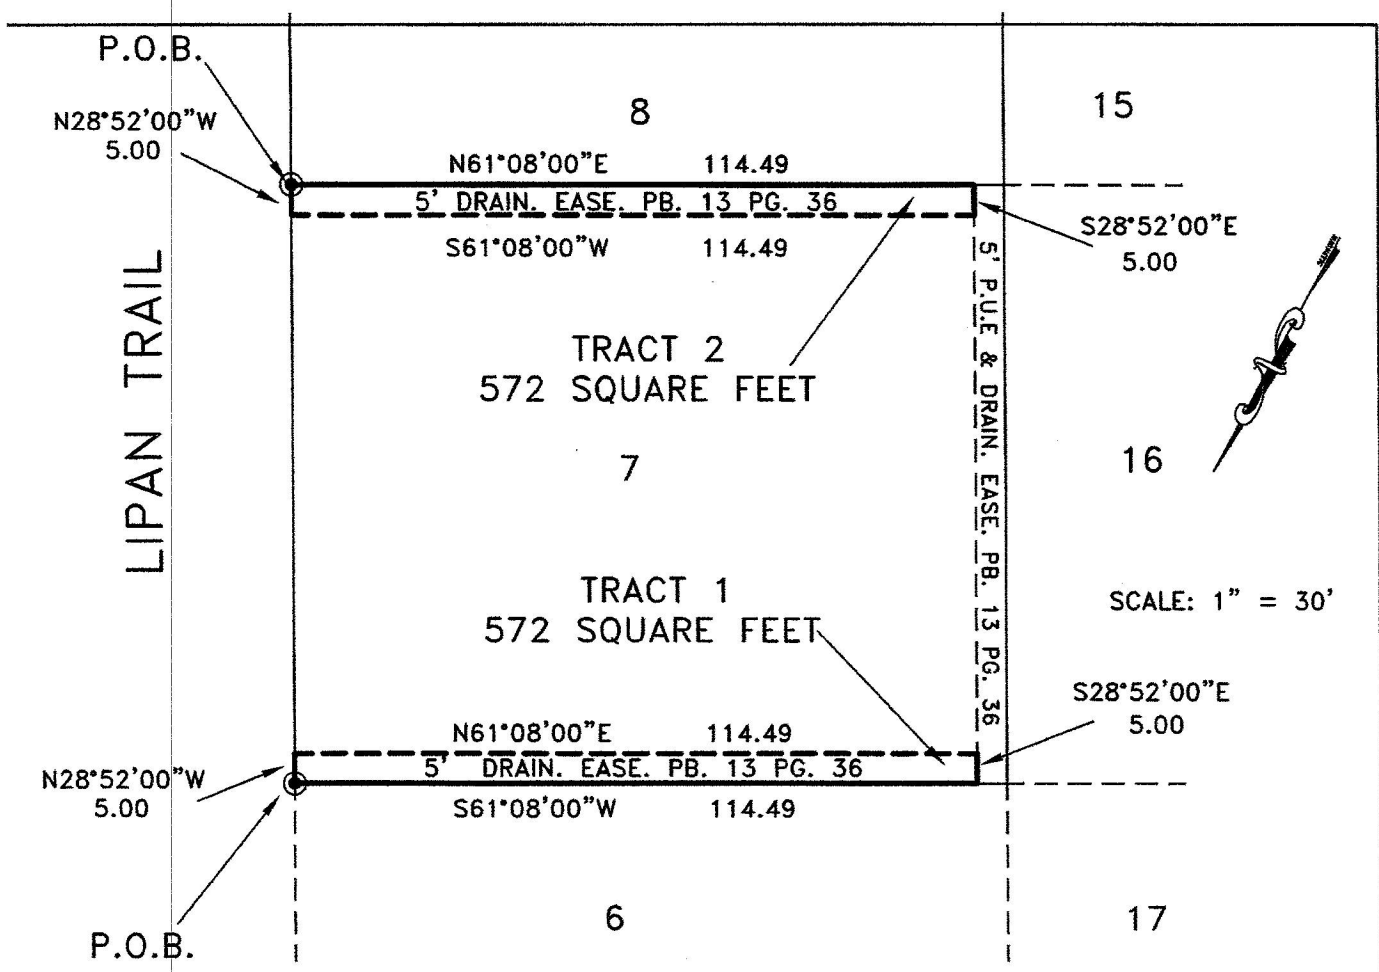 P.O.B.
N28°52'00"W
5.00
8
15
N61°08'00"E 114.49
5' DRAIN. EASE. PB. 13 PG. 36
S61°08'00"W 114.49
S28°52'00"E
5.00
LIPAN TRAIL
5' P.U.E & DRAIN. EASE. PB. 13 PG. 36
TRACT 2
572 SQUARE FEET
7
16
TRACT 1
572 SQUARE FEET
SCALE: 1" = 30'
S28°52'00"E
5.00
N61°08'00"E 114.49
5' DRAIN. EASE. PB. 13 PG. 36
S61°08'00"W 114.49
N28°52'00"W
5.00
P.O.B.
6
17